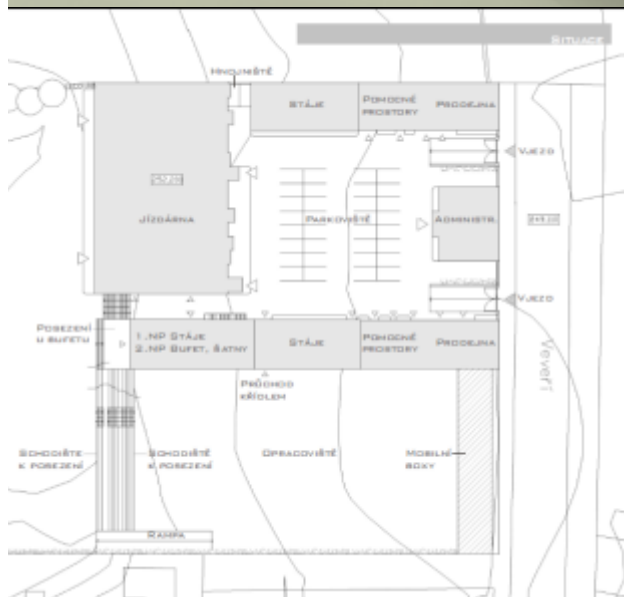 SITUACE
HNOJNIŠTĚ
STÁJE
POMOCNÉ
PROSTORY
PRODEJNA
VJEZD
JÍZDÁRNA
PARKOVIŠTĚ
ADMINISTR.
VJEZD
POSEZENÍ
U BUFETU
1.NP STÁJE
2.NP BUFET, ŠATNY
STÁJE
POMOCNÉ
PROSTORY
PRODEJNA
Veveří
PRŮCHOD
KŘÍDLEM
SCHODIŠTĚ
K POSEZENÍ
SCHODIŠTĚ
K POSEZENÍ
OPRACOVIŠTĚ
MOBILNÍ
BOXY
RAMPA